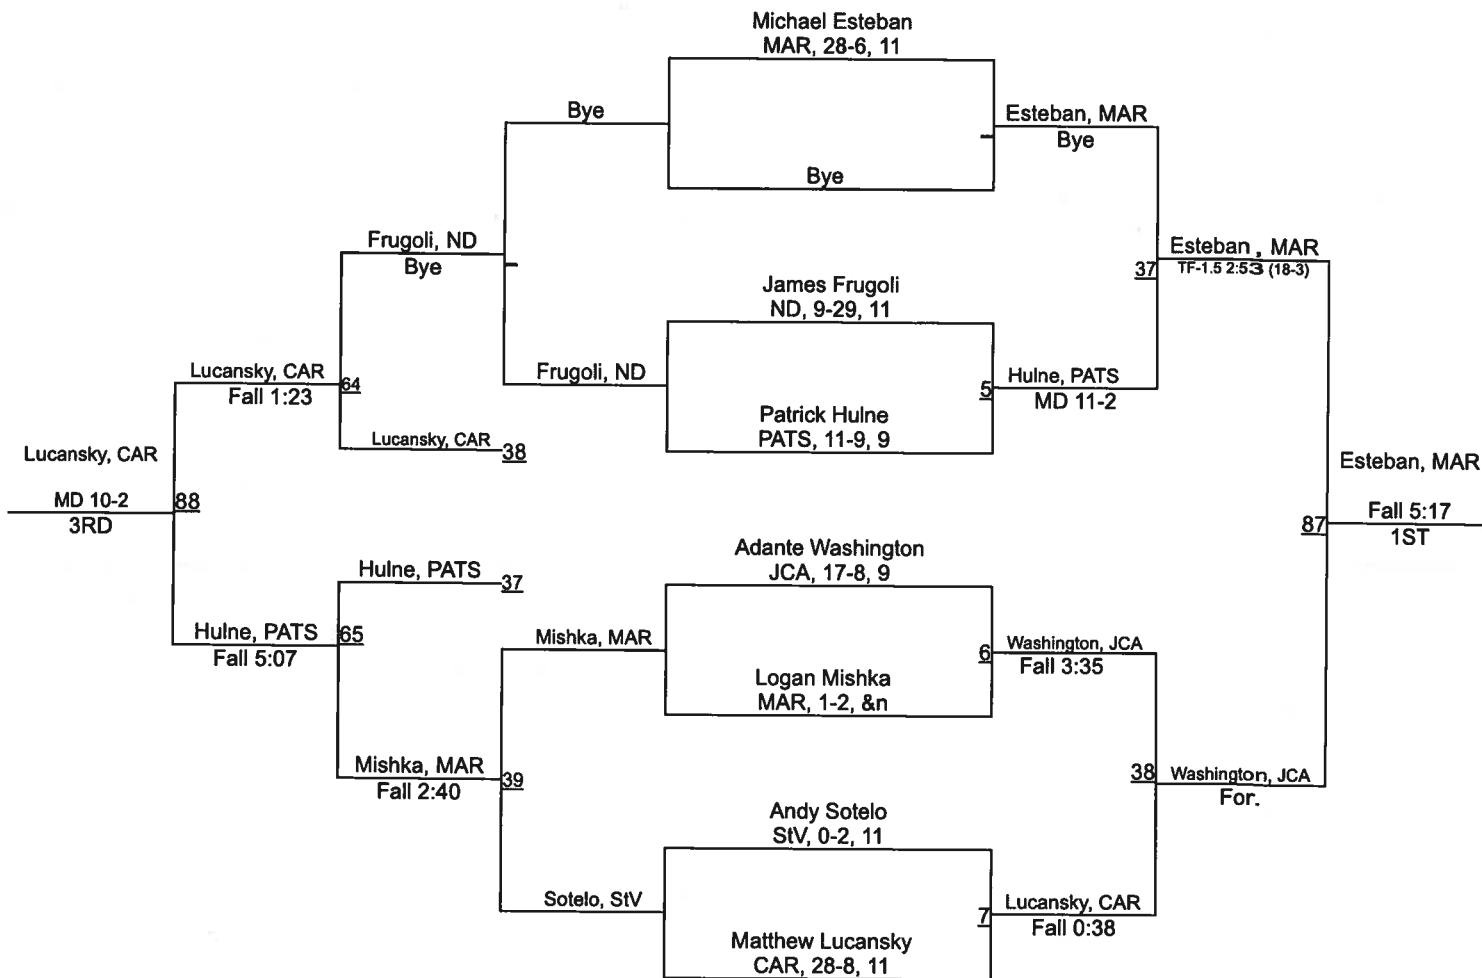 Michael Esteban
MAR, 28-6, 11
Bye
Esteban, MAR
Bye
Bye
Frugoli, ND
Bye
Esteban, MAR
37
TF-1.5 2:53 (18-3)
James Frugoli
ND, 9-29, 11
Lucansky, CAR
64
Fall 1:23
Frugoli, ND
5
Hulne, PATS
MD 11-2
Patrick Hulne
PATS, 11-9, 9
Lucansky, CAR
38
Lucansky, CAR
Esteban, MAR
MD 10-2
88
3RD
Fall 5:17
87
1ST
Adante Washington
JCA, 17-8, 9
Hulne, PATS
37
Hulne, PATS
65
Fall 5:07
Mishka, MAR
6
Washington, JCA
Fall 3:35
Logan Mishka
MAR, 1-2, &n
Mishka, MAR
39
Fall 2:40
38
Washington, JCA
For.
Andy Sotelo
StV, 0-2, 11
Sotelo, StV
7
Lucansky, CAR
Fall 0:38
Matthew Lucansky
CAR, 28-8, 11